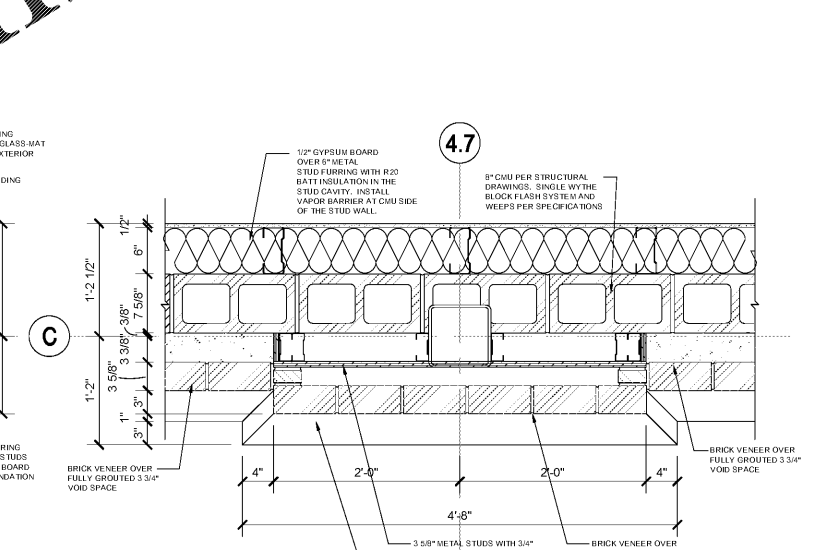 ING
GLASS-MAT
XTERIOR
DING
1/2" GYPSUM BOARD
OVER 6" METAL
STUD FURRING WITH R20
BATT INSULATION IN THE
STUD CAVITY. INSTALL
VAPOR BARRIER AT CMU SIDE
OF THE STUD WALL.
4.7
8" CMU PER STRUCTURAL
DRAWINGS. SINGLE WYTHE
BLOCK FLASH SYSTEM AND
WEEPS PER SPECIFICATIONS
1/2"
6"
1'-2 1/2"
7 5/8"
3/8"
C
3 3/8"
3 5/8"
1'-2"
3"
1"
3"
RING
STUDS
BOARD
NDATION
BRICK VENEER OVER
FULLY GROUTED 3 3/4"
VOID SPACE
BRICK VENEER OVER
FULLY GROUTED 3 3/4"
VOID SPACE
4"
2'-0"
2'-0"
4"
4'-8"
3 5/8" METAL STUDS WITH 3/4"
BRICK VENEER OVER